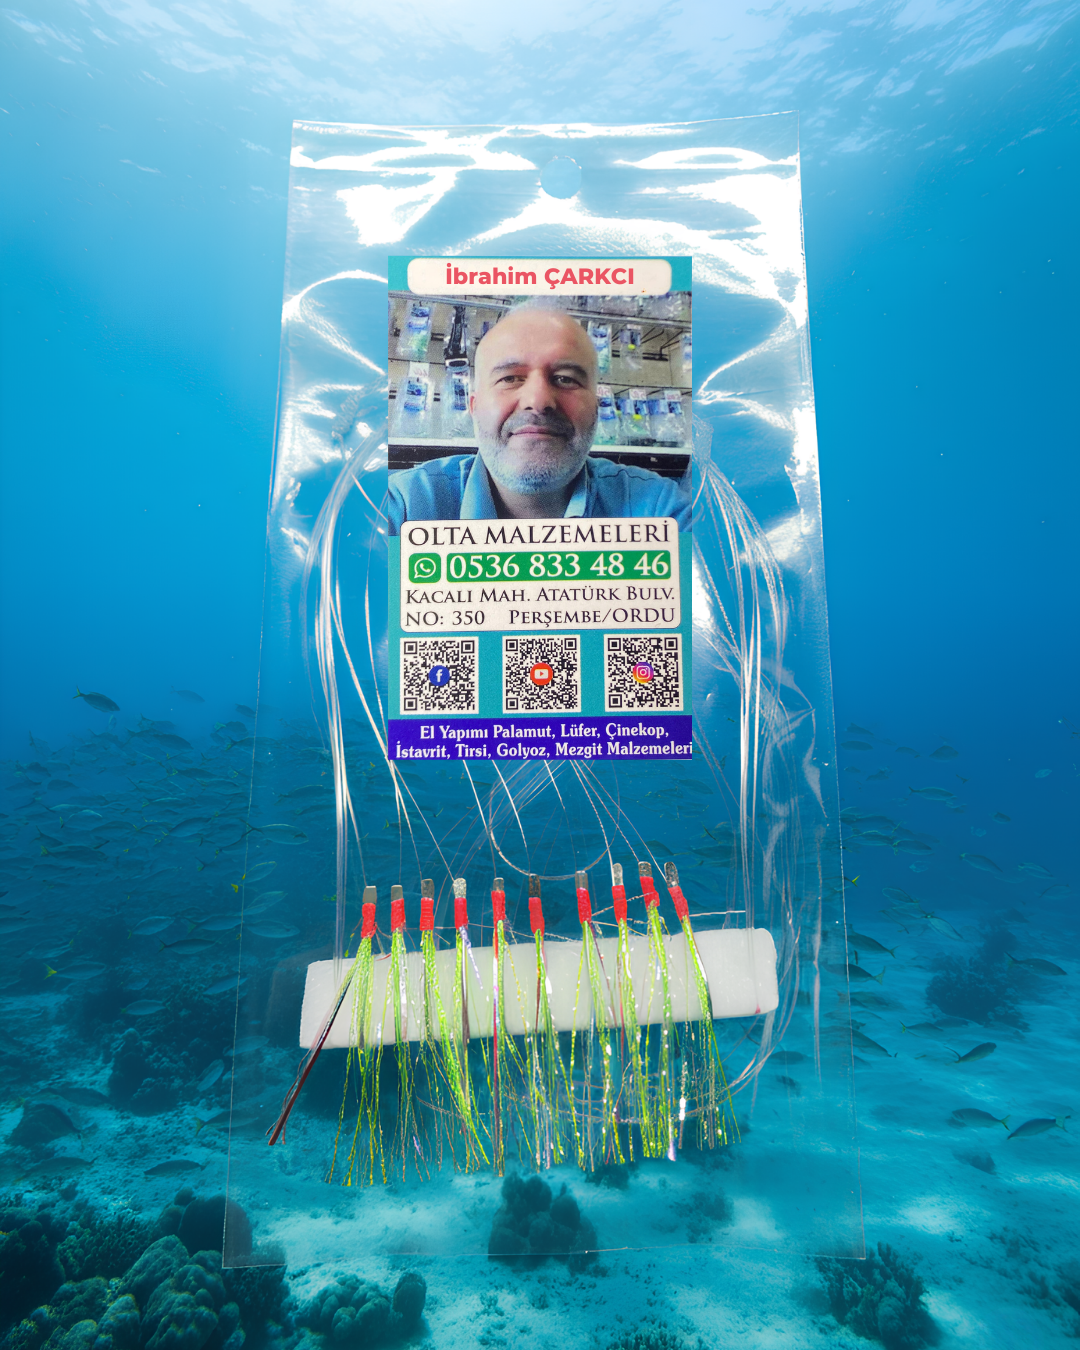 İbrahim ÇARKCI
OLTA MALZEMELERİ
0536 833 48 46
KACALI MAH. ATATÜRK BULV.
NO: 350 PERŞEMBE/ORDU
El Yapımı Palamut, Lüfer, Çinekop,
İstavrit, Tirsi, Golyoz, Mezgit Malzemeleri